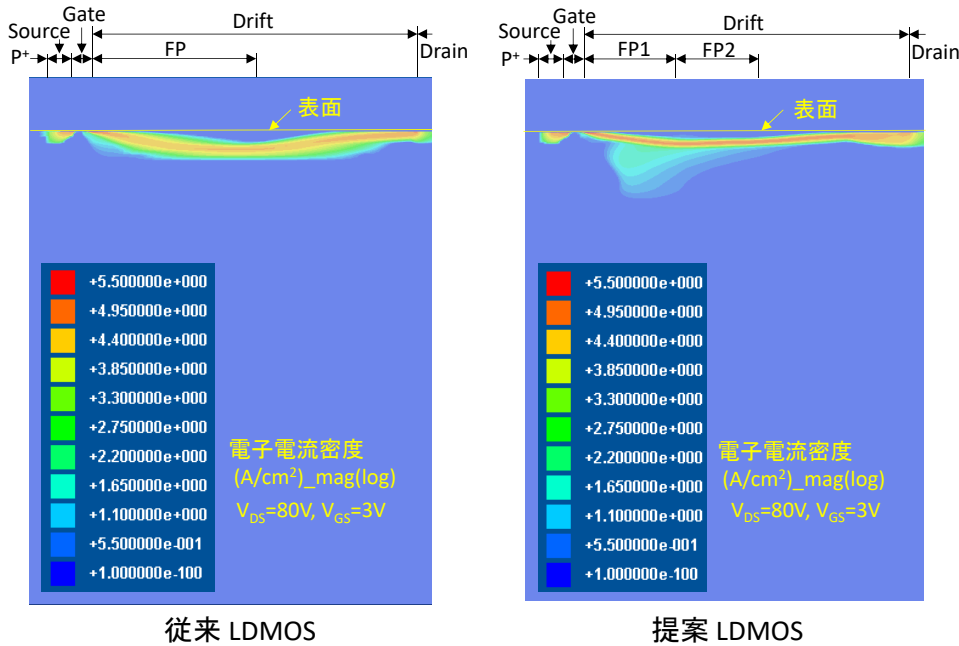 Gate
Source
Drift
P⁺
FP
Drain
表面
+5.500000e+000
+4.950000e+000
+4.400000e+000
+3.850000e+000
+3.300000e+000
+2.750000e+000
+2.200000e+000
+1.650000e+000
+1.100000e+000
+5.500000e-001
+1.000000e-100
電子電流密度
(A/cm²)_mag(log)
V_DS=80V, V_GS=3V
従来 LDMOS
Gate
Source
Drift
P⁺
FP1
FP2
Drain
表面
+5.500000e+000
+4.950000e+000
+4.400000e+000
+3.850000e+000
+3.300000e+000
+2.750000e+000
+2.200000e+000
+1.650000e+000
+1.100000e+000
+5.500000e-001
+1.000000e-100
電子電流密度
(A/cm²)_mag(log)
V_DS=80V, V_GS=3V
提案 LDMOS